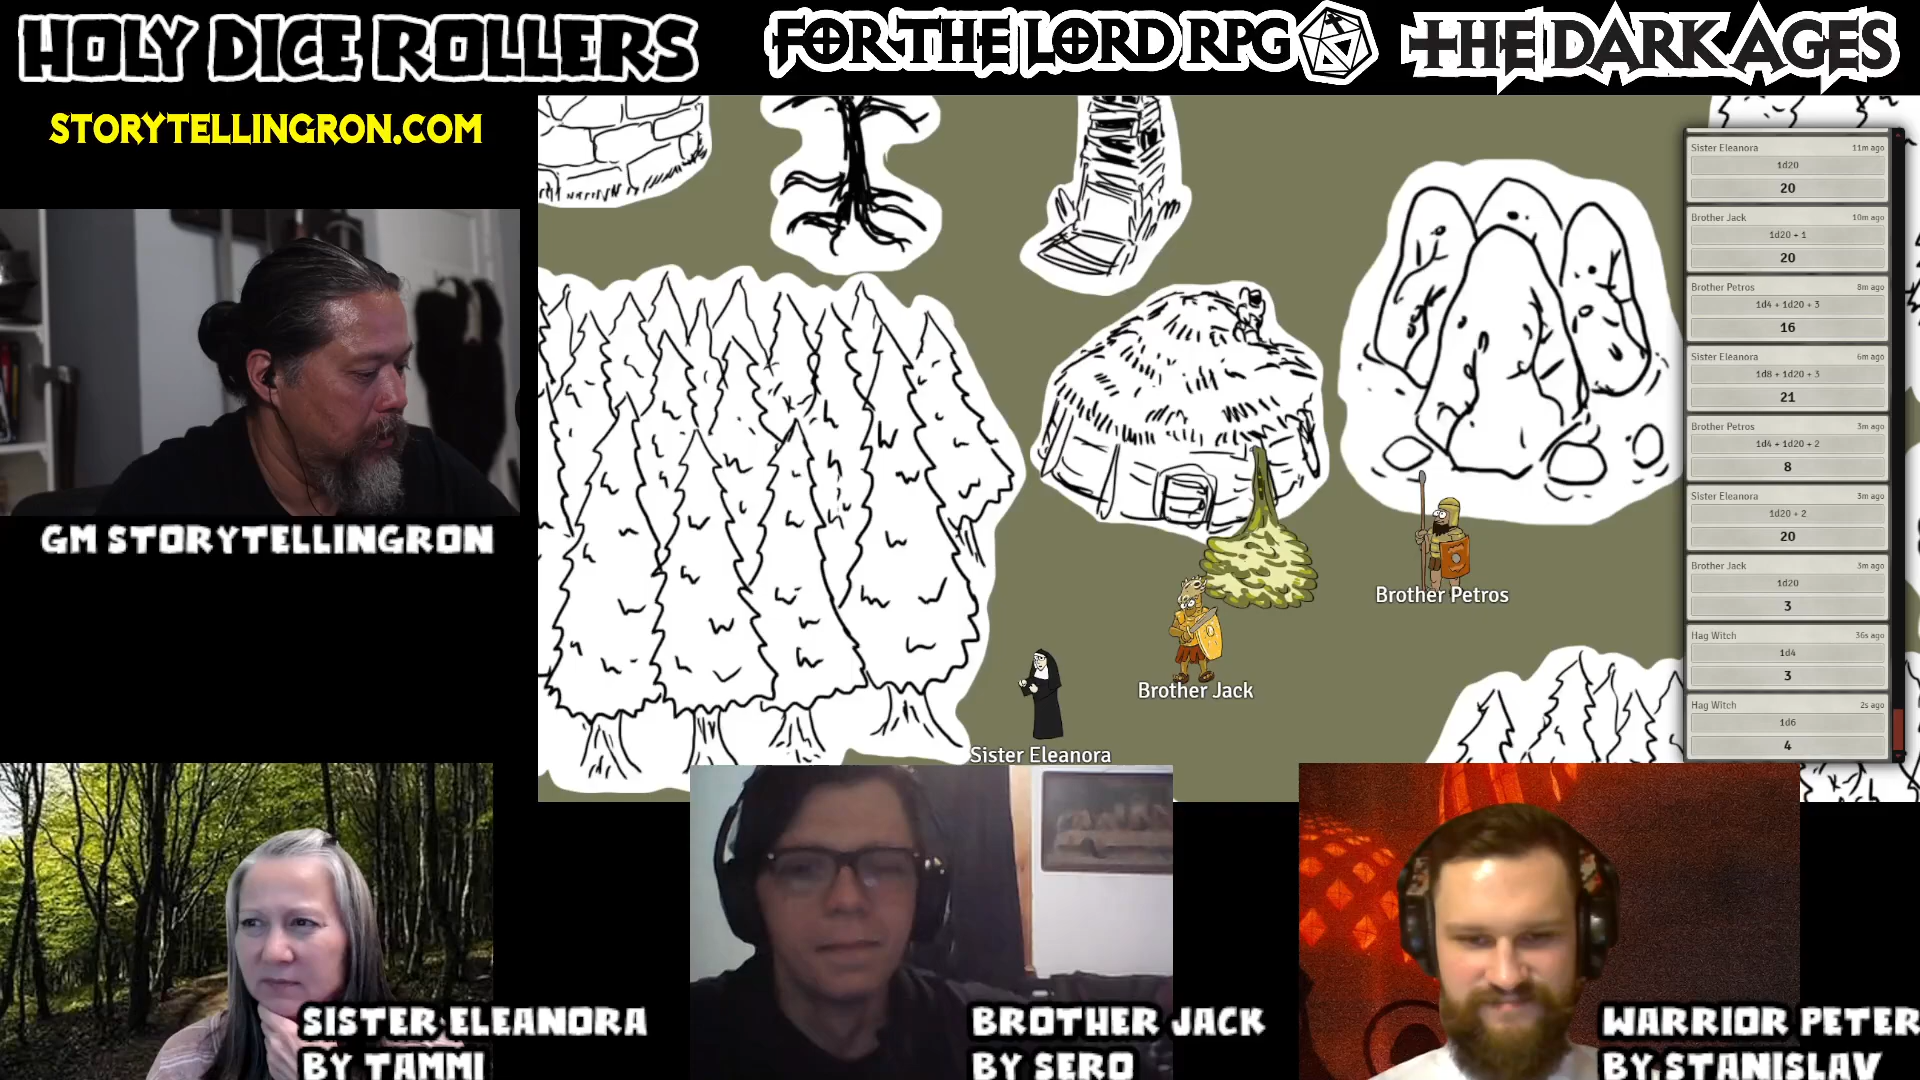 HOLY DICE ROLLERS
FOR THE LORD RPG
THE DARK AGES
STORYTELLINGRON.COM
GM STORYTELLINGRON
Sister Eleanora 11m ago
1d20
20
Brother Jack 10m ago
1d20 + 1
20
Brother Petros 8m ago
1d4 + 1d20 + 3
16
Sister Eleanora 6m ago
1d8 + 1d20 + 3
21
Brother Petros 3m ago
1d4 + 1d20 + 2
8
Sister Eleanora 3m ago
1d20 + 2
20
Brother Jack 3m ago
1d20
3
Hag Witch 36s ago
1d4
3
Hag Witch 2s ago
1d6
4
Brother Petros
Brother Jack
Sister Eleanora
SISTER ELEANORA
BY TAMMI
BROTHER JACK
BY SERO
WARRIOR PETER
BY STANISLAV